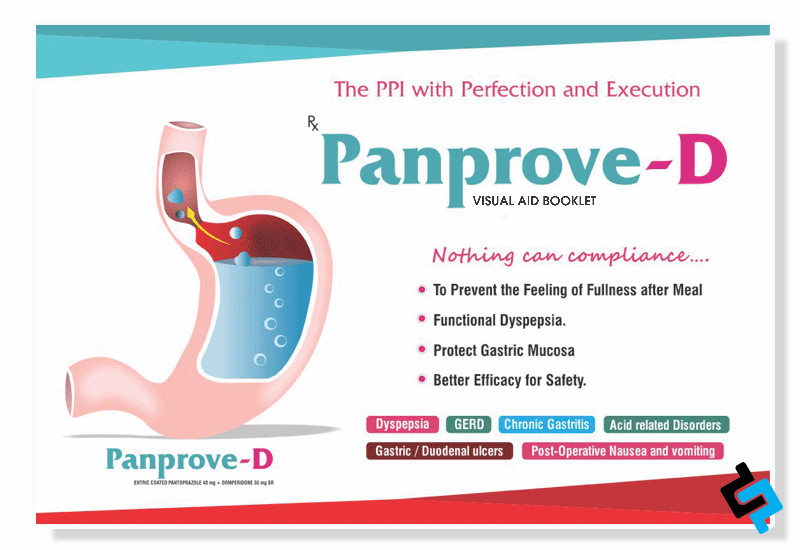 The PPI with Perfection and Execution
Rx
Panprove-D
VISUAL AID BOOKLET
Nothing can compliance....
To Prevent the Feeling of Fullness after Meal
Functional Dyspepsia.
Protect Gastric Mucosa
Better Efficacy for Safety.
Dyspepsia GERD Chronic Gastritis Acid related Disorders
Gastric / Duodenal ulcers Post-Operative Nausea and vomiting
Panprove-D
ENTRIC COATED PANTOPRAZOLE 40 mg + DOMPERIDONE 30 mg SR